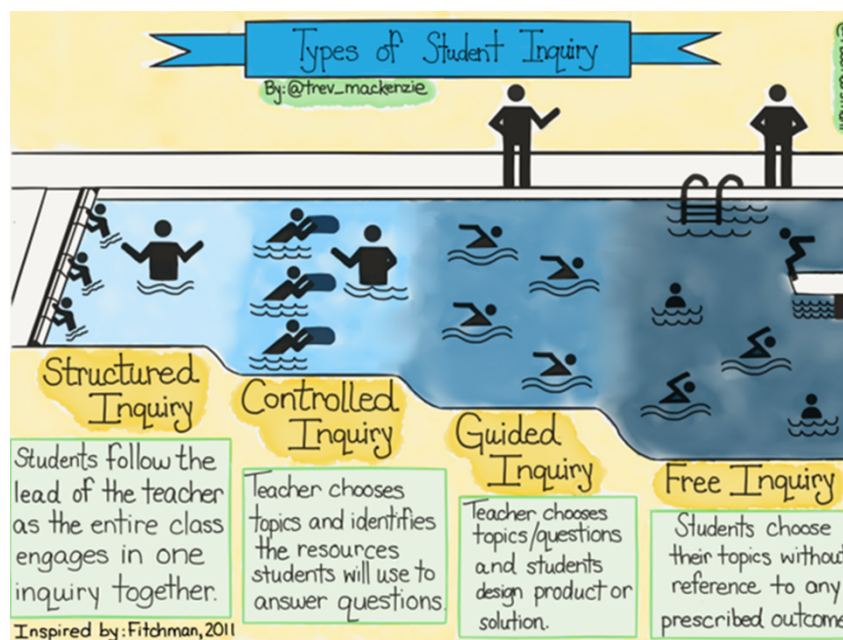 Types of Student Inquiry
By:@trev_mackenzie
Structured
Inquiry
Students follow the
lead of the teacher
as the entire class
engages in one
inquiry together.
Inspired by:Fitchman,2011
Controlled
Inquiry
Teacher chooses
topics and identifies
the resources
students will use to
answer questions.
Guided
Inquiry
Teacher chooses
topics/questions
and students
design product or
solution.
Free Inquiry
Students choose
their topics without
reference to any
prescribed outcome